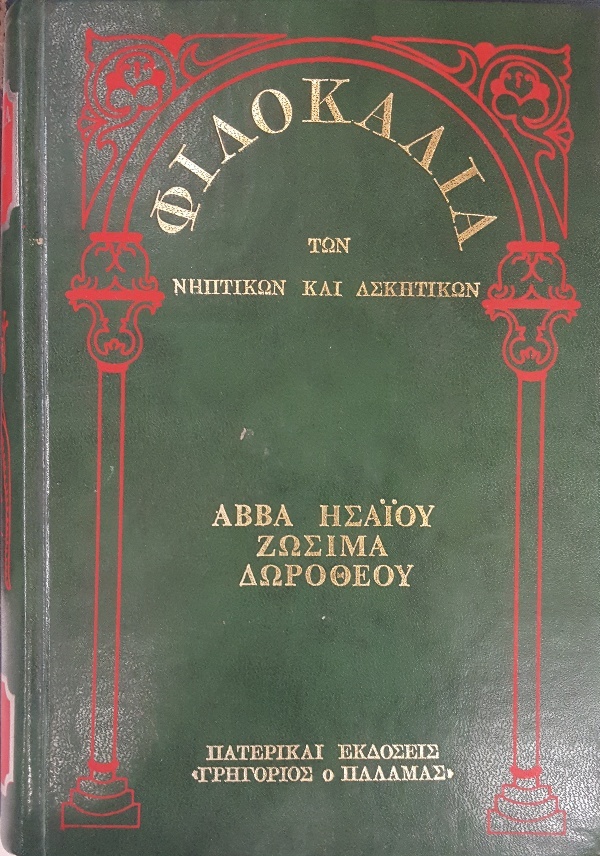 ΦΙΛΟΚΑΛΙΑ
ΤΩΝ
ΝΗΠΤΙΚΩΝ ΚΑΙ ΑΣΚΗΤΙΚΩΝ
ΑΒΒΑ ΗΣΑΪΟΥ
ΖΩΣΙΜΑ
ΔΩΡΟΘΕΟΥ
ΠΑΤΕΡΙΚΑΙ ΕΚΔΟΣΕΙΣ
«ΓΡΗΓΟΡΙΟΣ Ο ΠΑΛΑΜΑΣ»